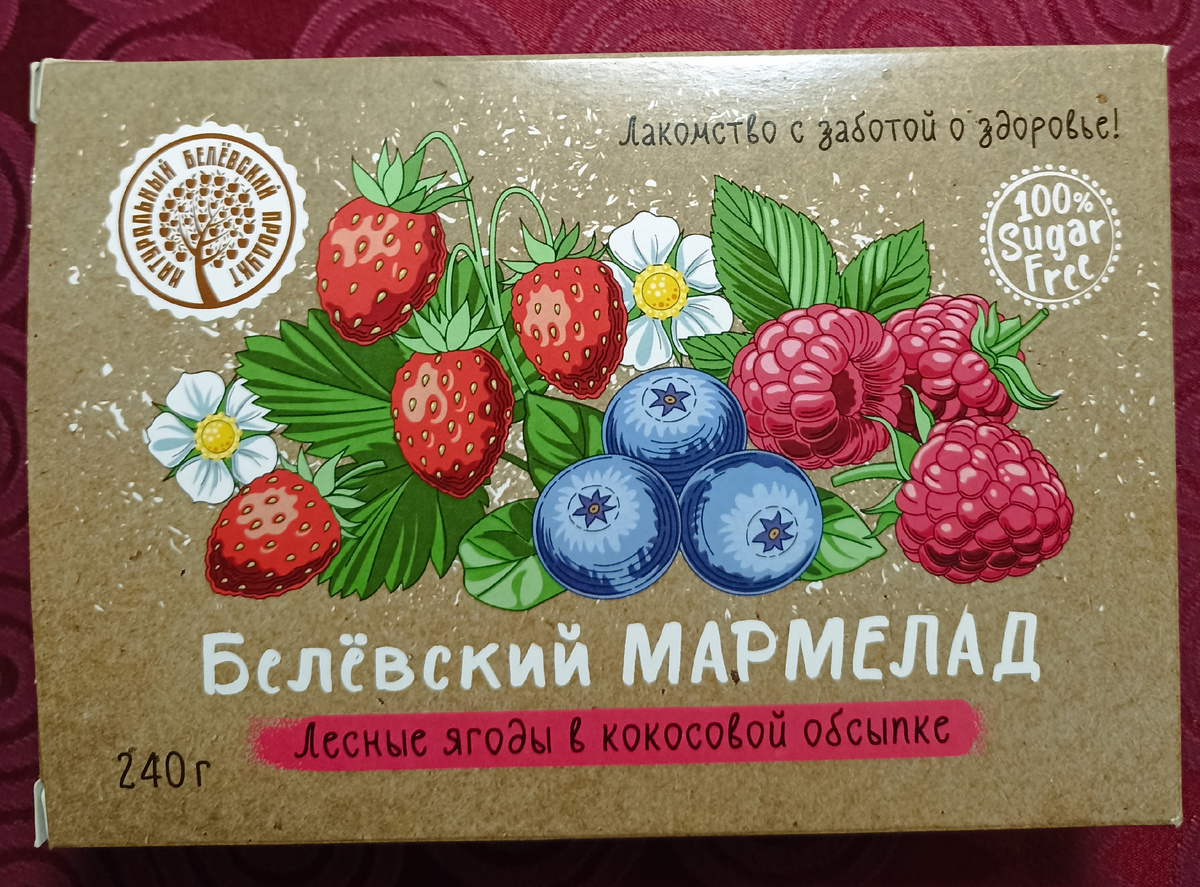 Лакомство с заботой о здоровье!
НАТУРАЛЬНЫЙ БЕЛЁВСКИЙ ПРОДУКТ
100%
Sugar
Free
Белёвский МАРМЕЛАД
Лесные ягоды в кокосовой обсыпке
240г